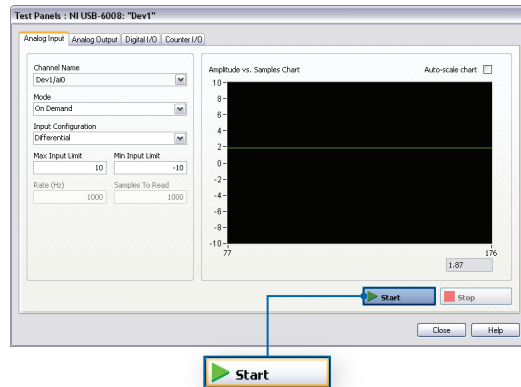 Test Panels : NI USB-6008: "Dev1"
Analog Input Analog Output Digital I/O Counter I/O
Channel Name
Dev1/ai0
Mode
On Demand
Input Configuration
Differential
Max Input Limit Min Input Limit
10 -10
Rate (Hz) Samples To Read
1000 1000
Amplitude vs. Samples Chart Auto-scale chart
10
8
6
4
2
0
-2
-4
-6
-8
-10
77 176
1.87
Start Stop
Close Help
Start